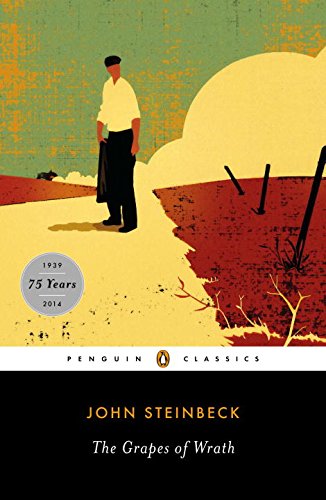 1939
75 Years
2014
PENGUIN CLASSICS
JOHN STEINBECK
The Grapes of Wrath